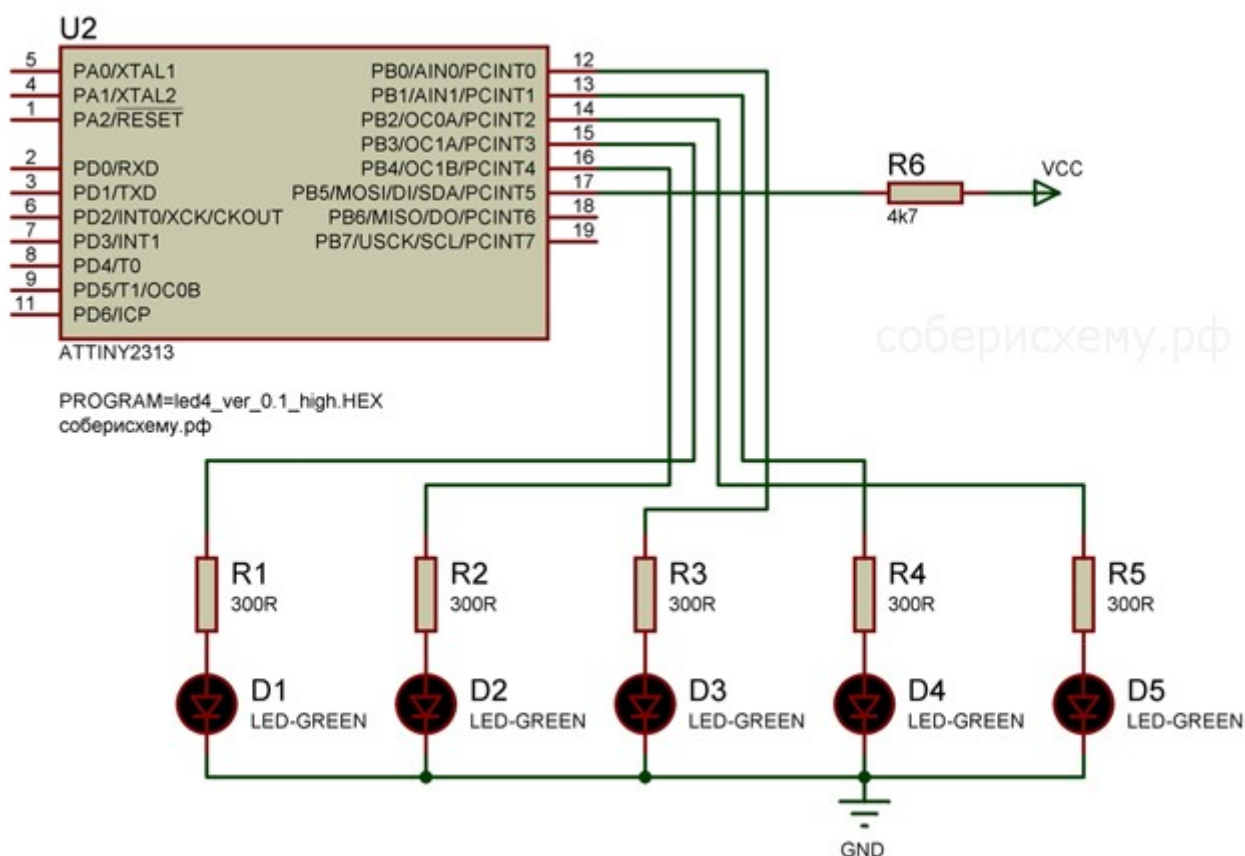 U2
5 PA0/XTAL1 PB0/AIN0/PCINT0 12
4 PA1/XTAL2 PB1/AIN1/PCINT1 13
1 PA2/RESET PB2/OC0A/PCINT2 14
PB3/OC1A/PCINT3 15
2 PD0/RXD PB4/OC1B/PCINT4 16
3 PD1/TXD PB5/MOSI/DI/SDA/PCINT5 17
6 PD2/INT0/XCK/CKOUT PB6/MISO/DO/PCINT6 18
7 PD3/INT1 PB7/USCK/SCL/PCINT7 19
8 PD4/T0
9 PD5/T1/OC0B
11 PD6/ICP
ATTINY2313
R6
4k7
VCC
соберисхему.рф
PROGRAM=led4_ver_0.1_high.HEX
соберисхему.рф
R1 R2 R3 R4 R5
300R 300R 300R 300R 300R
D1 D2 D3 D4 D5
LED-GREEN LED-GREEN LED-GREEN LED-GREEN LED-GREEN
GND